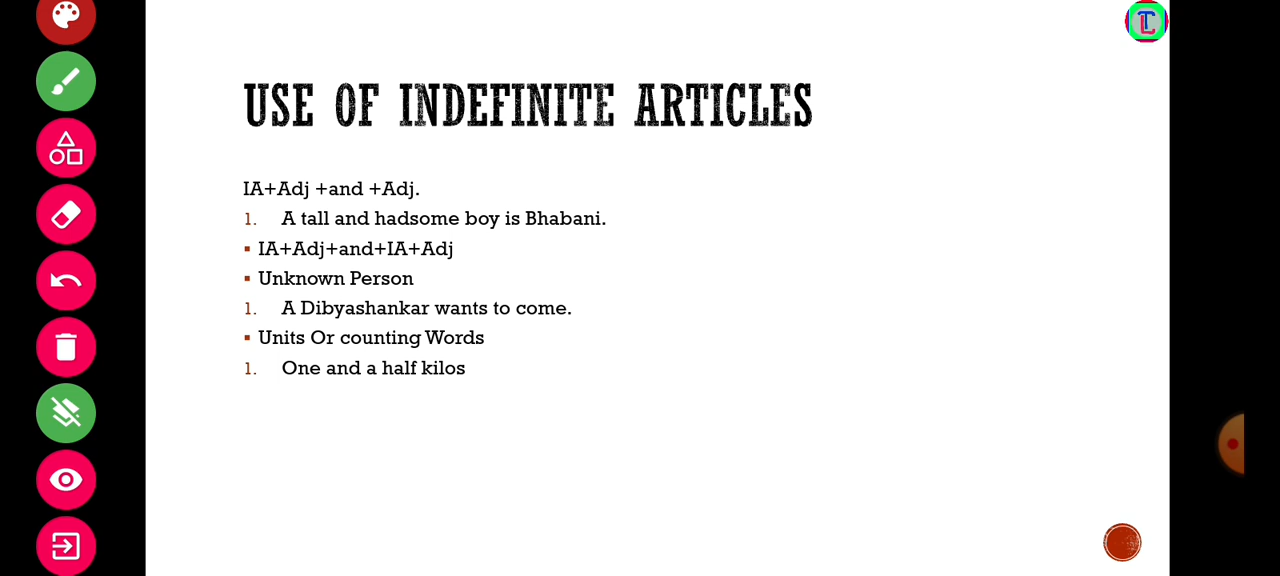 USE OF INDEFINITE ARTICLES
IA+Adj +and +Adj.
1. A tall and hadsome boy is Bhabani.
▪ IA+Adj+and+IA+Adj
▪ Unknown Person
1. A Dibyashankar wants to come.
▪ Units Or counting Words
1. One and a half kilos